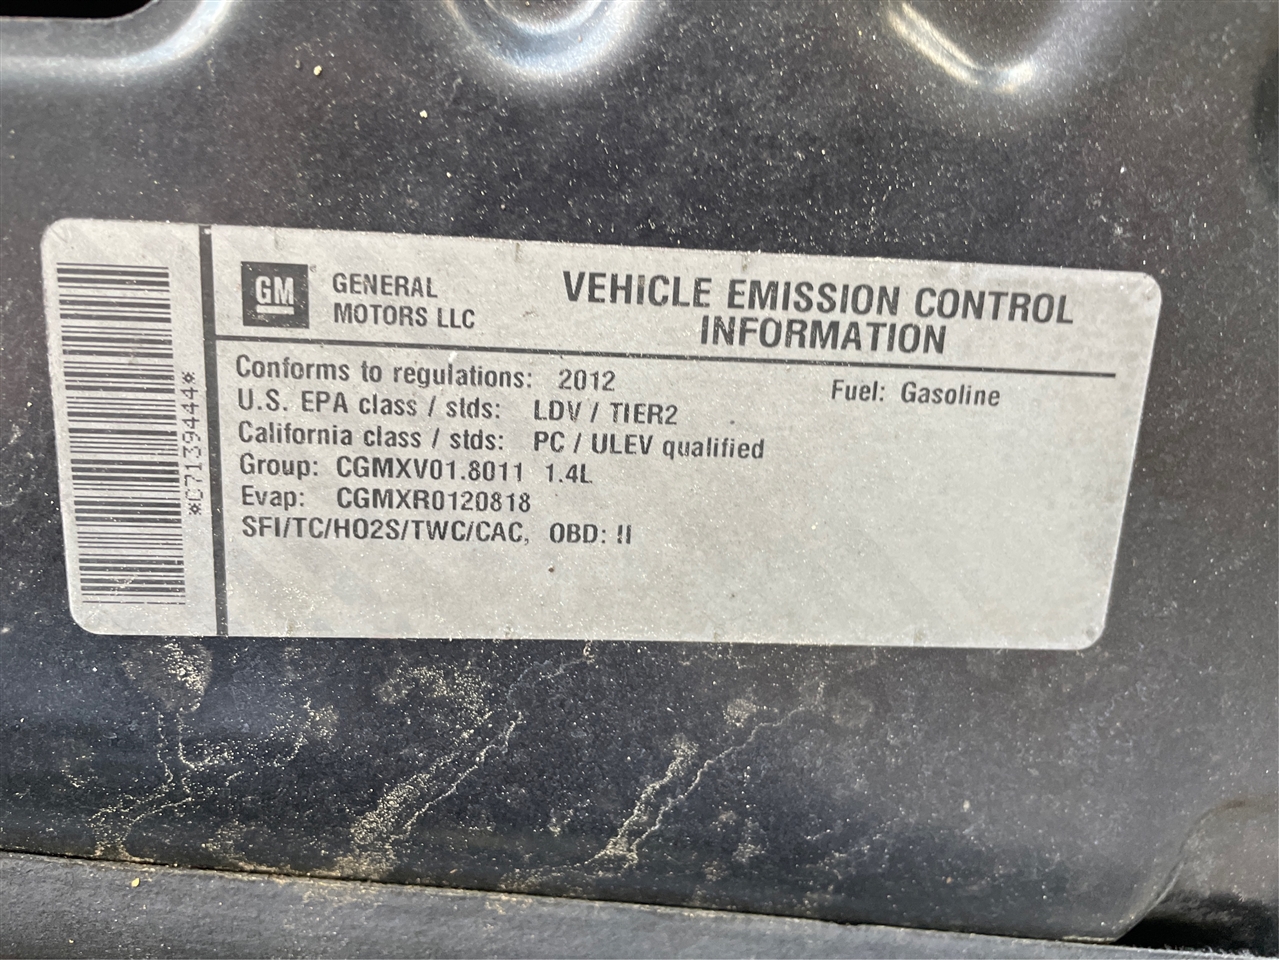 GM
GENERAL
MOTORS LLC
VEHICLE EMISSION CONTROL
INFORMATION
Conforms to regulations: 2012
Fuel: Gasoline
U.S. EPA class / stds: LDV / TIER2
California class / stds: PC / ULEV qualified
Group: CGMXV01.8011 1.4L
Evap: CGMXR0120818
SFI/TC/HO2S/TWC/CAC, OBD: II
*C7139444*